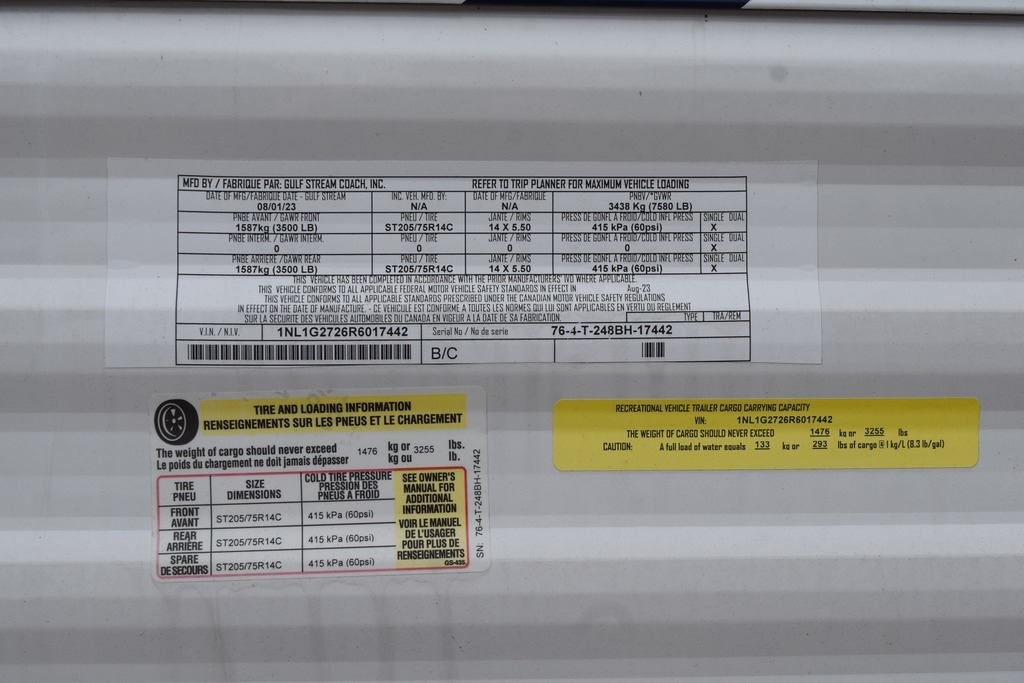 MFD BY / FABRIQUE PAR: GULF STREAM COACH, INC. REFER TO TRIP PLANNER FOR MAXIMUM VEHICLE LOADING
DATE OF MFG/FABRIQUE DATE - GULF STREAM INC. VEH. MFD. BY: DATE OF MFG/FABRIQUE PNBV/*GVWR
08/01/23 N/A N/A 3438 Kg (7580 LB)
PNBE AVANT / GAWR FRONT PNEU / TIRE JANTE / RIMS PRESS DE GONFL A FROID/COLD INFL PRESS SINGLE DUAL
1587kg (3500 LB) ST205/75R14C 14 X 5.50 415 kPa (60psi) X
PNBE INTERM. / GAWR INTERM. PNEU / TIRE JANTE / RIMS PRESS DE GONFL A FROID/COLD INFL PRESS SINGLE DUAL
0 0 0 0 X
PNBE ARRIERE / GAWR REAR PNEU / TIRE JANTE / RIMS PRESS DE GONFL A FROID/COLD INFL PRESS SINGLE DUAL
1587kg (3500 LB) ST205/75R14C 14 X 5.50 415 kPa (60psi) X
THIS VEHICLE HAS BEEN COMPLETED IN ACCORDANCE WITH THE PRIOR MANUFACTURERS' IVD WHERE APPLICABLE.
THIS VEHICLE CONFORMS TO ALL APPLICABLE FEDERAL MOTOR VEHICLE SAFETY STANDARDS IN EFFECT IN Aug-23
THIS VEHICLE CONFORMS TO ALL APPLICABLE STANDARDS PRESCRIBED UNDER THE CANADIAN MOTOR VEHICLE SAFETY REGULATIONS
IN EFFECT ON THE DATE OF MANUFACTURE. - CE VEHICULE EST CONFORME A TOUTES LES NORMES QUI LUI SONT APPLICABLES EN VERTU DU REGLEMENT
SUR LA SECURITE DES VEHICULES AUTOMOBILES DU CANADA EN VIGEUR A LA DATE DE SA FABRICATION. TYPE TRA/REM
V.I.N. / N.I.V. 1NL1G2726R6017442 Serial No / No de serie 76-4-T-248BH-17442
B/C
TIRE AND LOADING INFORMATION
RENSEIGNEMENTS SUR LES PNEUS ET LE CHARGEMENT
The weight of cargo should never exceed 1476 kg or 3255 lbs.
Le poids du chargement ne doit jamais dépasser kg ou lb.
TIRE PNEU SIZE DIMENSIONS COLD TIRE PRESSURE PRESSION DES PNEUS A FROID
FRONT AVANT ST205/75R14C 415 kPa (60psi)
REAR ARRIÈRE ST205/75R14C 415 kPa (60psi)
SPARE DE SECOURS ST205/75R14C 415 kPa (60psi)
SEE OWNER'S
MANUAL FOR
ADDITIONAL
INFORMATION
VOIR LE MANUEL
DE L'USAGER
POUR PLUS DE
RENSEIGNEMENTS
GS-435
SN: 76-4-T-248BH-17442
RECREATIONAL VEHICLE TRAILER CARGO CARRYING CAPACITY
VIN: 1NL1G2726R6017442
THE WEIGHT OF CARGO SHOULD NEVER EXCEED 1476 kg or 3255 lbs
CAUTION: A full load of water equals 133 kg or 293 lbs of cargo @ 1 kg/L (8.3 lb/gal)